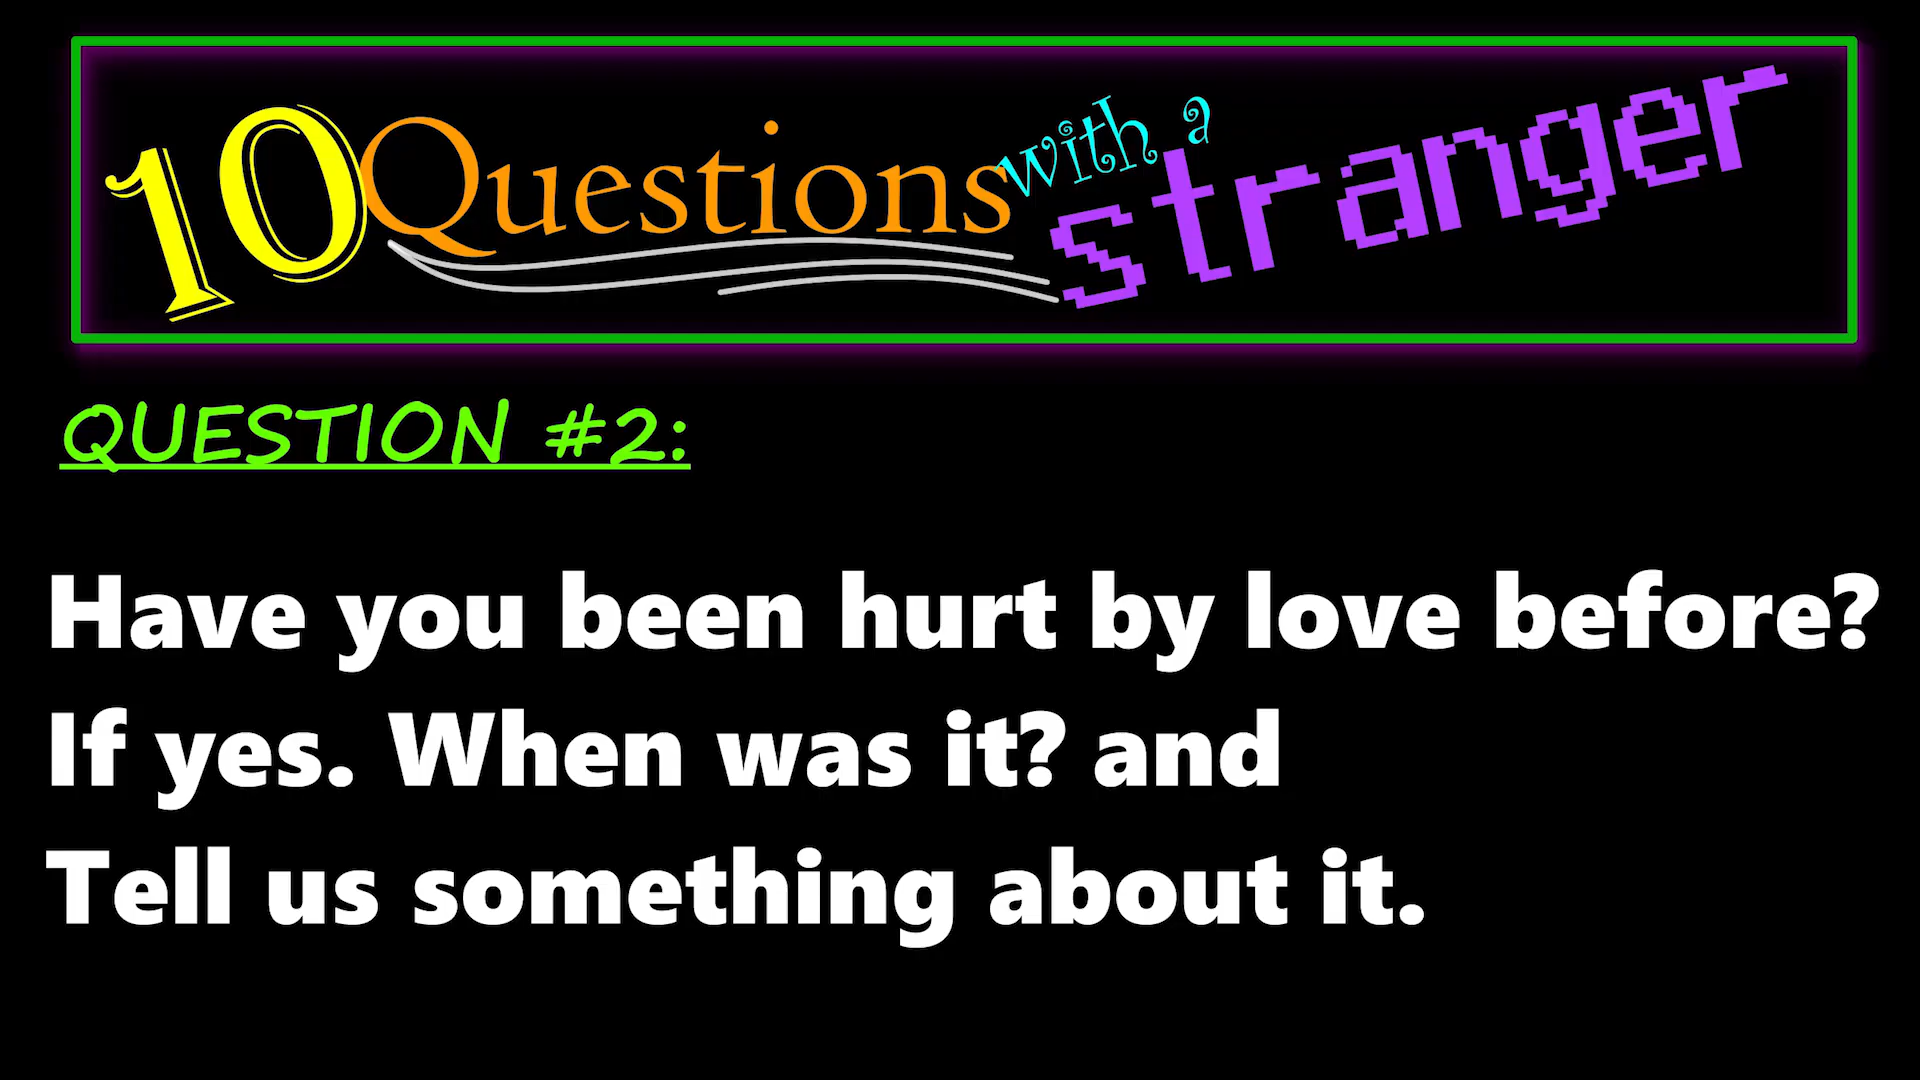 10 Questions with a stranger
QUESTION #2:
Have you been hurt by love before?
If yes. When was it? and
Tell us something about it.